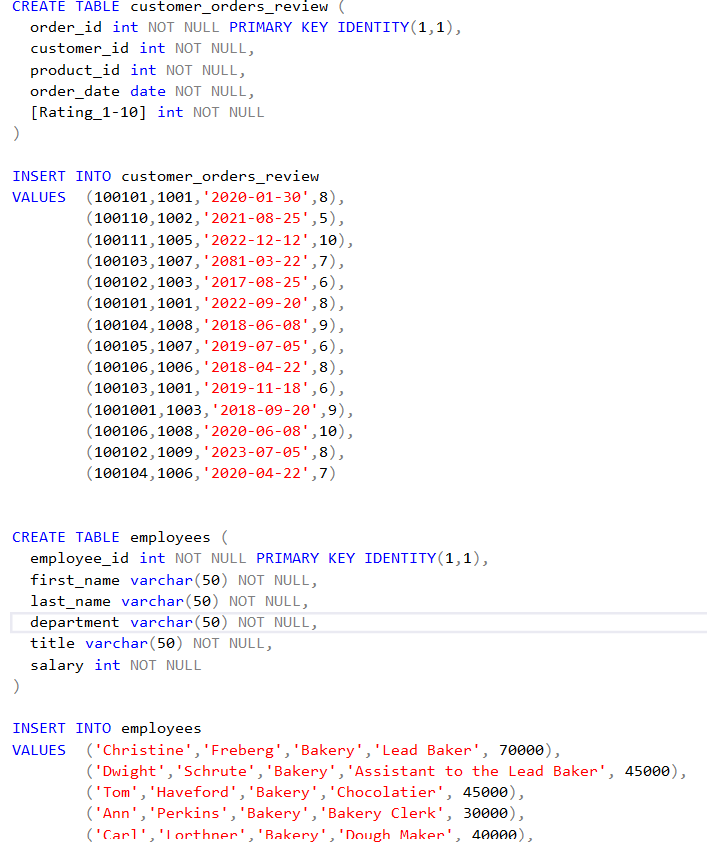 CREATE TABLE customer_orders_review (
order_id int NOT NULL PRIMARY KEY IDENTITY(1,1),
customer_id int NOT NULL,
product_id int NOT NULL,
order_date date NOT NULL,
[Rating_1-10] int NOT NULL
)
INSERT INTO customer_orders_review
VALUES (100101,1001,'2020-01-30',8),
(100110,1002,'2021-08-25',5),
(100111,1005,'2022-12-12',10),
(100103,1007,'2081-03-22',7),
(100102,1003,'2017-08-25',6),
(100101,1001,'2022-09-20',8),
(100104,1008,'2018-06-08',9),
(100105,1007,'2019-07-05',6),
(100106,1006,'2018-04-22',8),
(100103,1001,'2019-11-18',6),
(1001001,1003,'2018-09-20',9),
(100106,1008,'2020-06-08',10),
(100102,1009,'2023-07-05',8),
(100104,1006,'2020-04-22',7)
CREATE TABLE employees (
employee_id int NOT NULL PRIMARY KEY IDENTITY(1,1),
first_name varchar(50) NOT NULL,
last_name varchar(50) NOT NULL,
department varchar(50) NOT NULL,
title varchar(50) NOT NULL,
salary int NOT NULL
)
INSERT INTO employees
VALUES ('Christine','Freberg','Bakery','Lead Baker', 70000),
('Dwight','Schrute','Bakery','Assistant to the Lead Baker', 45000),
('Tom','Haveford','Bakery','Chocolatier', 45000),
('Ann','Perkins','Bakery','Bakery Clerk', 30000),
('Carl','Lorthner','Bakery','Dough Maker', 40000),